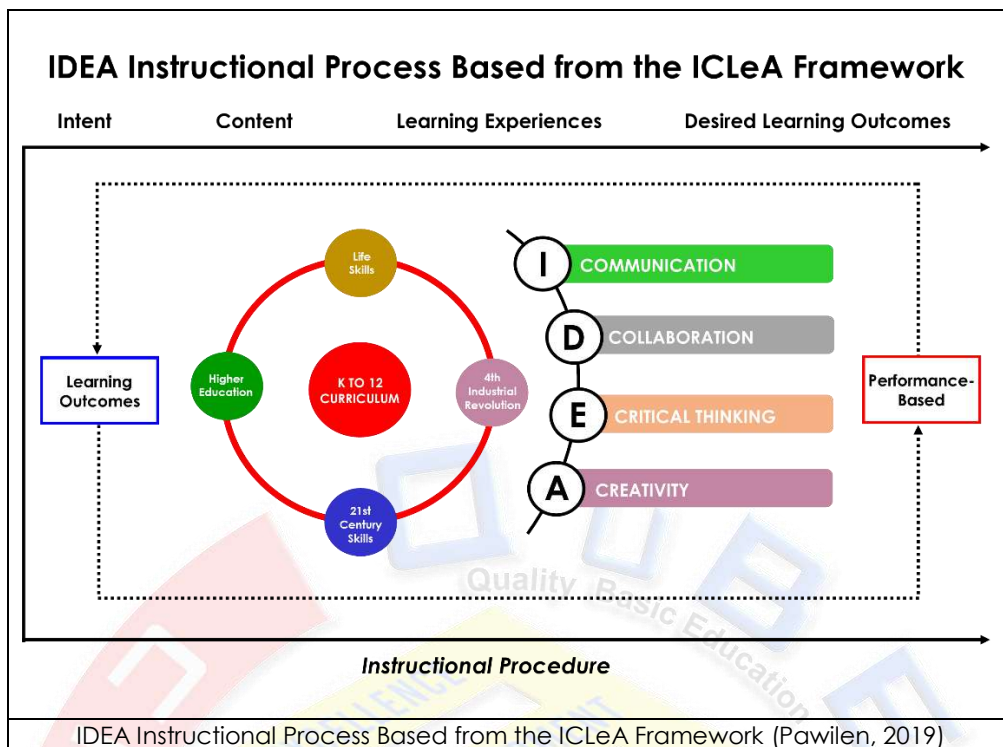 IDEA Instructional Process Based from the ICLeA Framework
Intent Content Learning Experiences Desired Learning Outcomes
Life
Skills
I COMMUNICATION
D COLLABORATION
Learning
Outcomes
Higher
Education
K TO 12
CURRICULUM
4th
Industrial
Revolution
Performance-
Based
E CRITICAL THINKING
A CREATIVITY
21st
Century
Skills
Quality Basic Education
Instructional Procedure
IDEA Instructional Process Based from the ICLeA Framework (Pawilen, 2019)